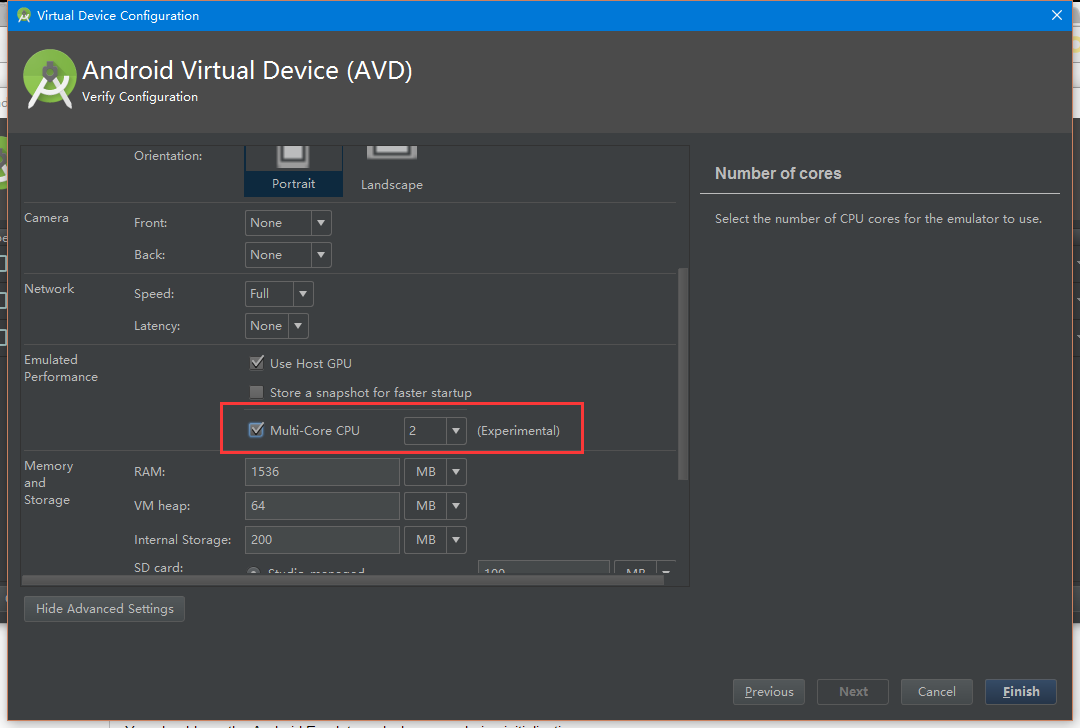 Virtual Device Configuration
Android Virtual Device (AVD)
Verify Configuration
Orientation:
Portrait
Landscape
Camera
Front: None
Back: None
Network
Speed: Full
Latency: None
Emulated
Performance
Use Host GPU
Store a snapshot for faster startup
Multi-Core CPU 2 (Experimental)
Memory
and
Storage
RAM: 1536 MB
VM heap: 64 MB
Internal Storage: 200 MB
SD card: Studio-managed 100 MB
Hide Advanced Settings
Number of cores
Select the number of CPU cores for the emulator to use.
Previous Next Cancel Finish